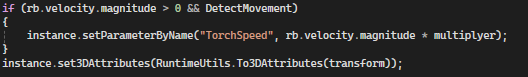 if (rb.velocity.magnitude > 0 && DetectMovement)
{
instance.setParameterByName("TorchSpeed", rb.velocity.magnitude * multiplyer);
}
instance.set3DAttributes(RuntimeUtils.To3DAttributes(transform));